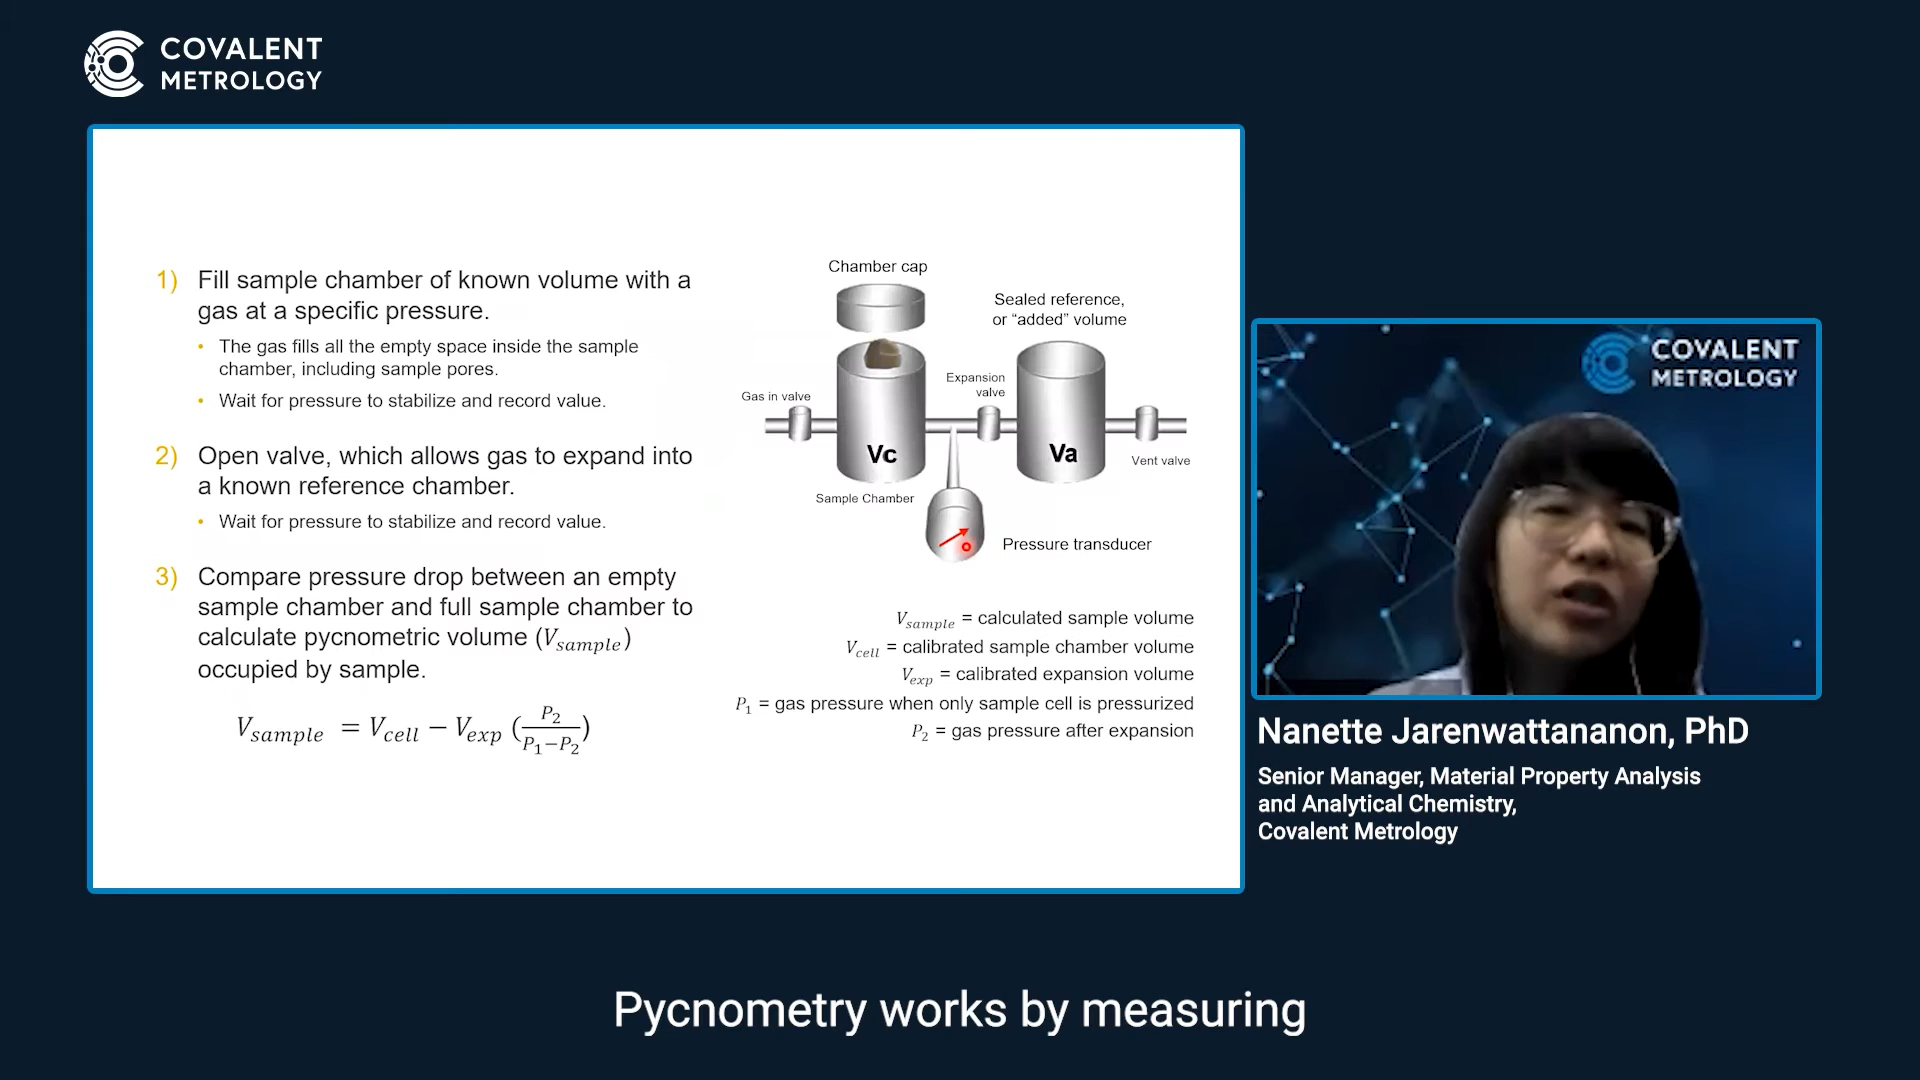 COVALENT
METROLOGY
1) Fill sample chamber of known volume with a
gas at a specific pressure.
• The gas fills all the empty space inside the sample
chamber, including sample pores.
• Wait for pressure to stabilize and record value.
2) Open valve, which allows gas to expand into
a known reference chamber.
• Wait for pressure to stabilize and record value.
3) Compare pressure drop between an empty
sample chamber and full sample chamber to
calculate pycnometric volume (V_sample)
occupied by sample.
V_sample = V_cell − V_exp (P_2/(P_1−P_2))
Chamber cap
Sealed reference,
or “added” volume
Gas in valve
Expansion
valve
Vc
Va
Vent valve
Sample Chamber
Pressure transducer
V_sample = calculated sample volume
V_cell = calibrated sample chamber volume
V_exp = calibrated expansion volume
P_1 = gas pressure when only sample cell is pressurized
P_2 = gas pressure after expansion
COVALENT
METROLOGY
Nanette Jarenwattananon, PhD
Senior Manager, Material Property Analysis
and Analytical Chemistry,
Covalent Metrology
Pycnometry works by measuring